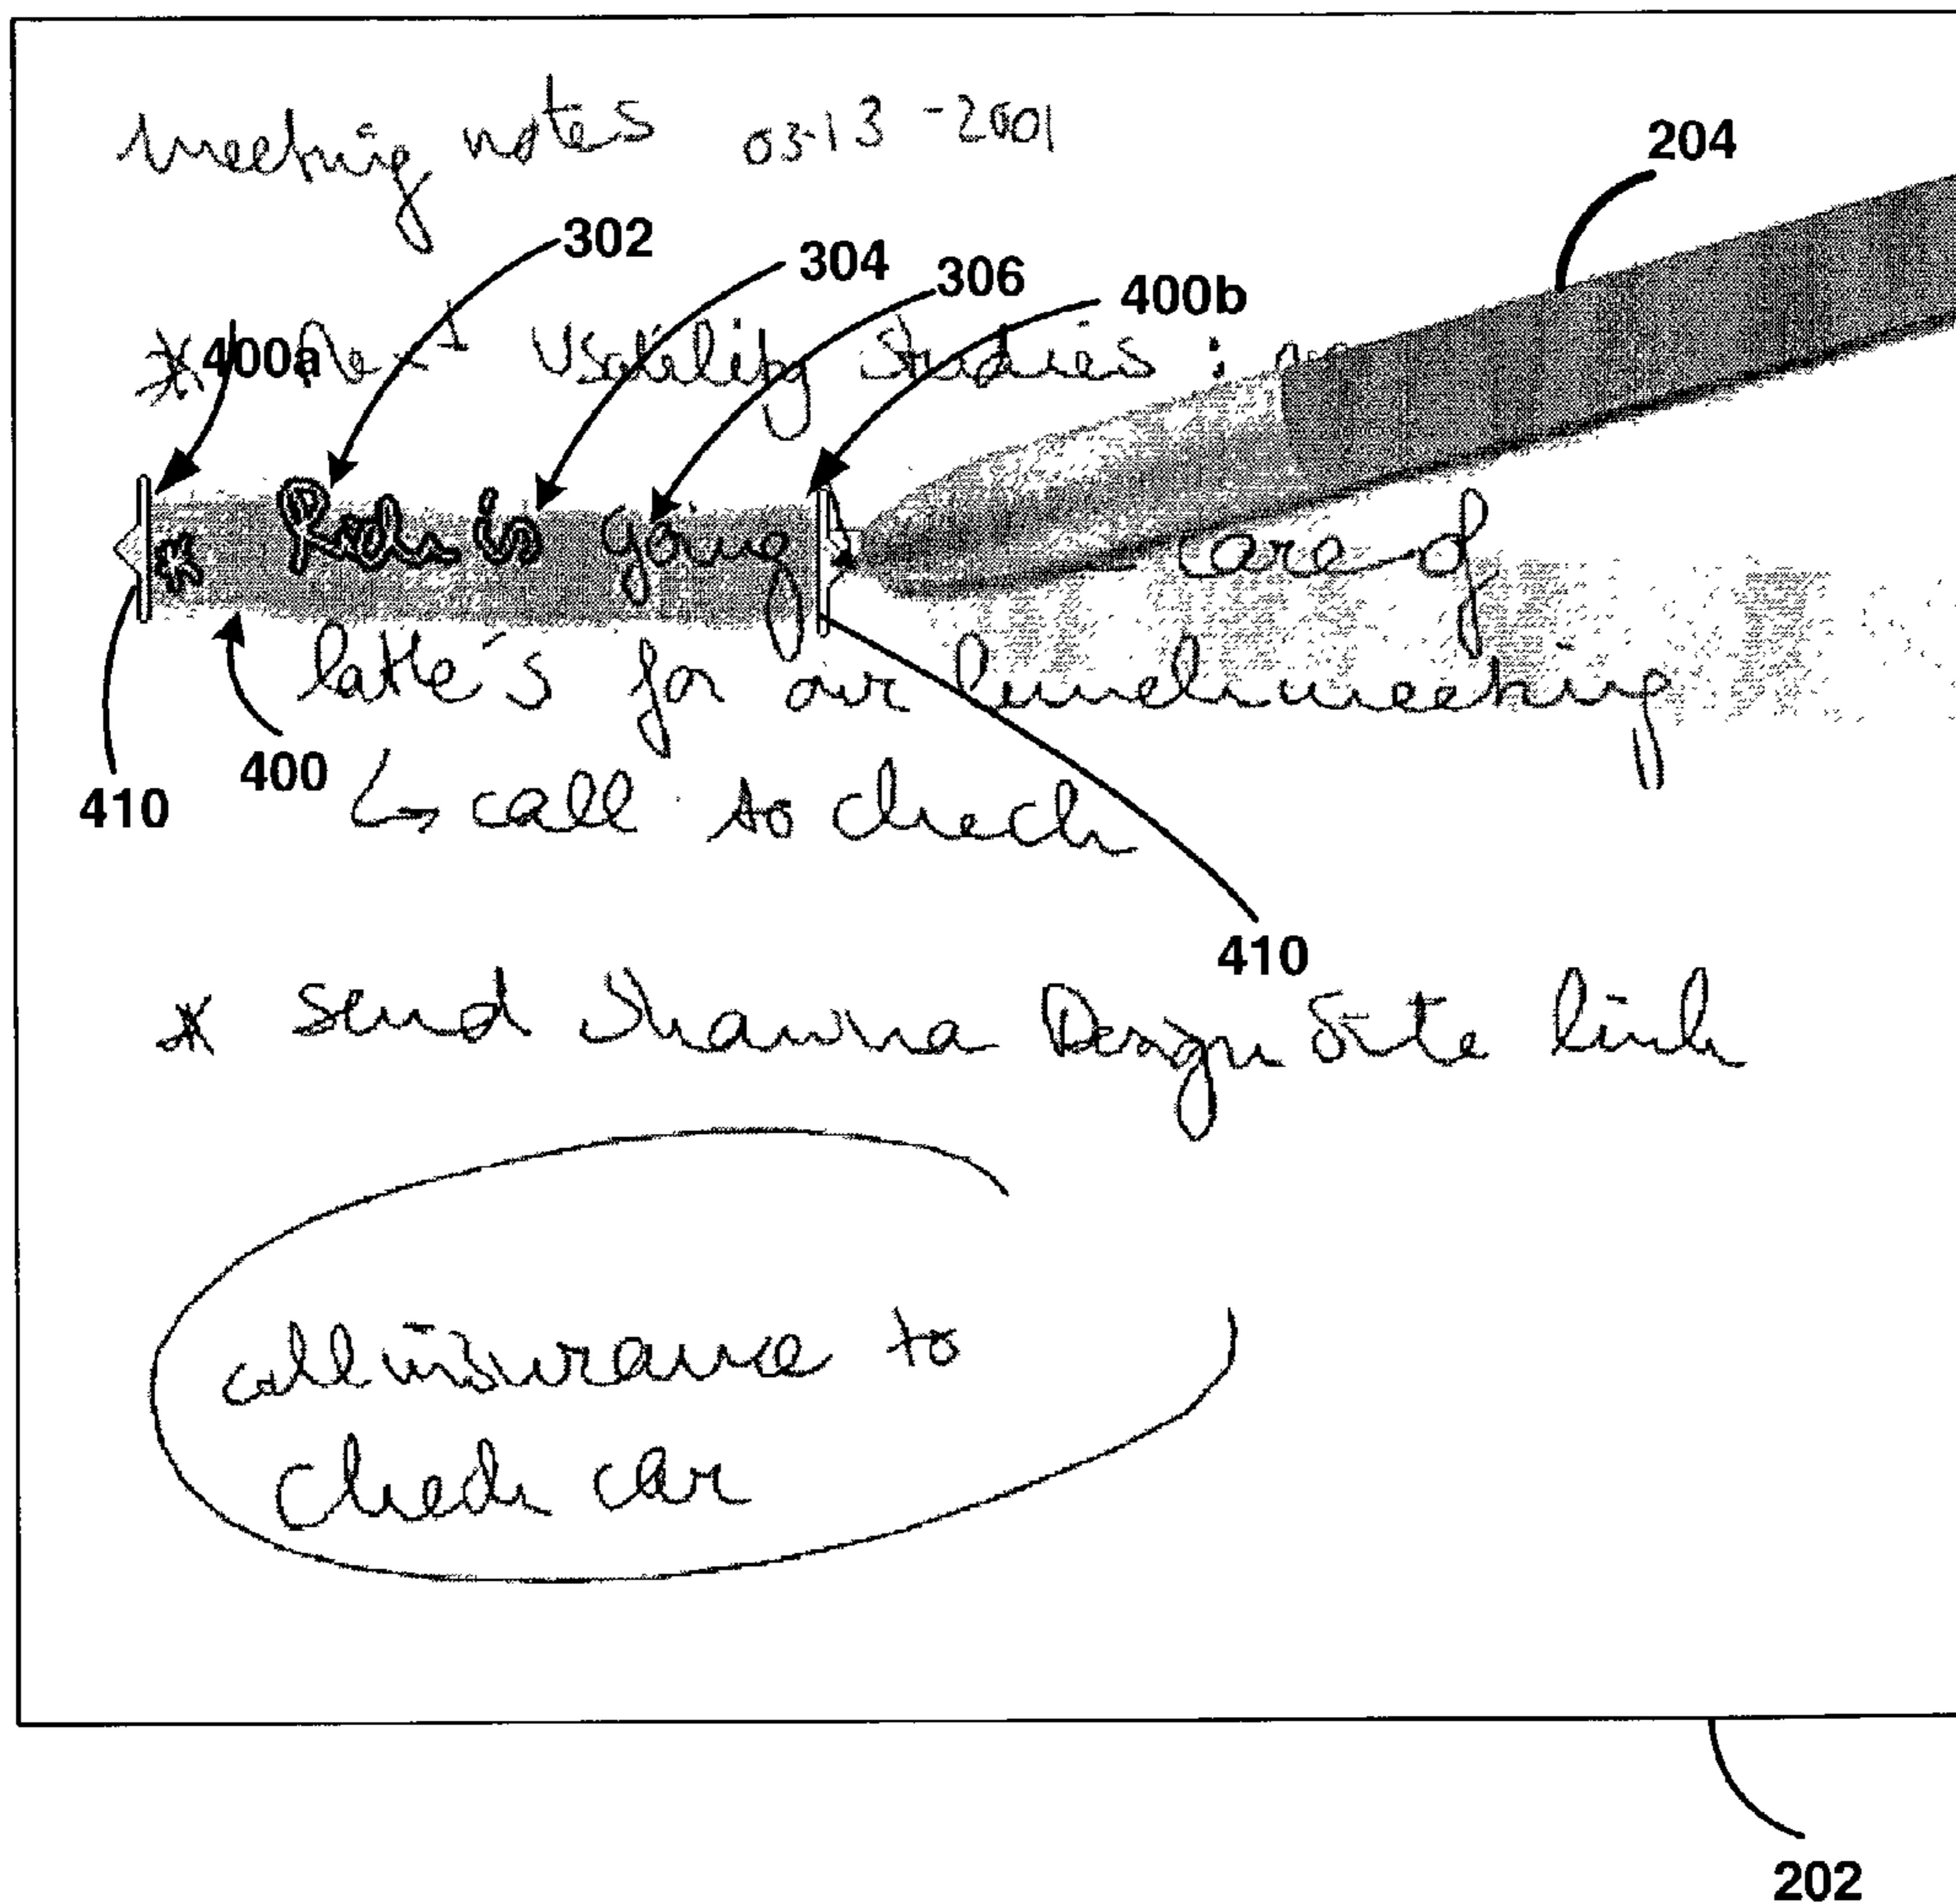 meeting notes 03-13-2001
204
302
304
306
400b
* Next Usability Studies :
400a
* Rich is going care of
latte's for our lunch meeting
400
410
↳ call to check
410
* Send Shawna Design Site link
call insurance to
check car
202